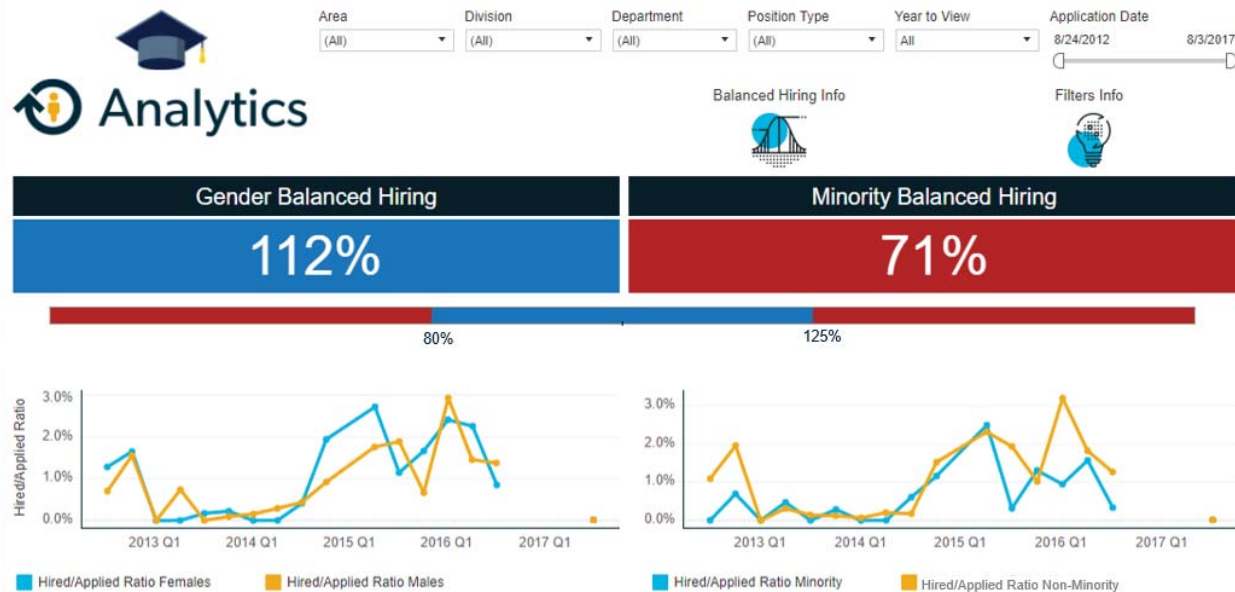 Area Division Department Position Type Year to View Application Date
(All) (All) (All) (All) All 8/24/2012 8/3/2017
Analytics
Balanced Hiring Info Filters Info
Gender Balanced Hiring Minority Balanced Hiring
112% 71%
80% 125%
Hired/Applied Ratio
3.0%
2.0%
1.0%
0.0%
2013 Q1 2014 Q1 2015 Q1 2016 Q1 2017 Q1
Hired/Applied Ratio Females Hired/Applied Ratio Males
3.0%
2.0%
1.0%
0.0%
2013 Q1 2014 Q1 2015 Q1 2016 Q1 2017 Q1
Hired/Applied Ratio Minority Hired/Applied Ratio Non-Minority